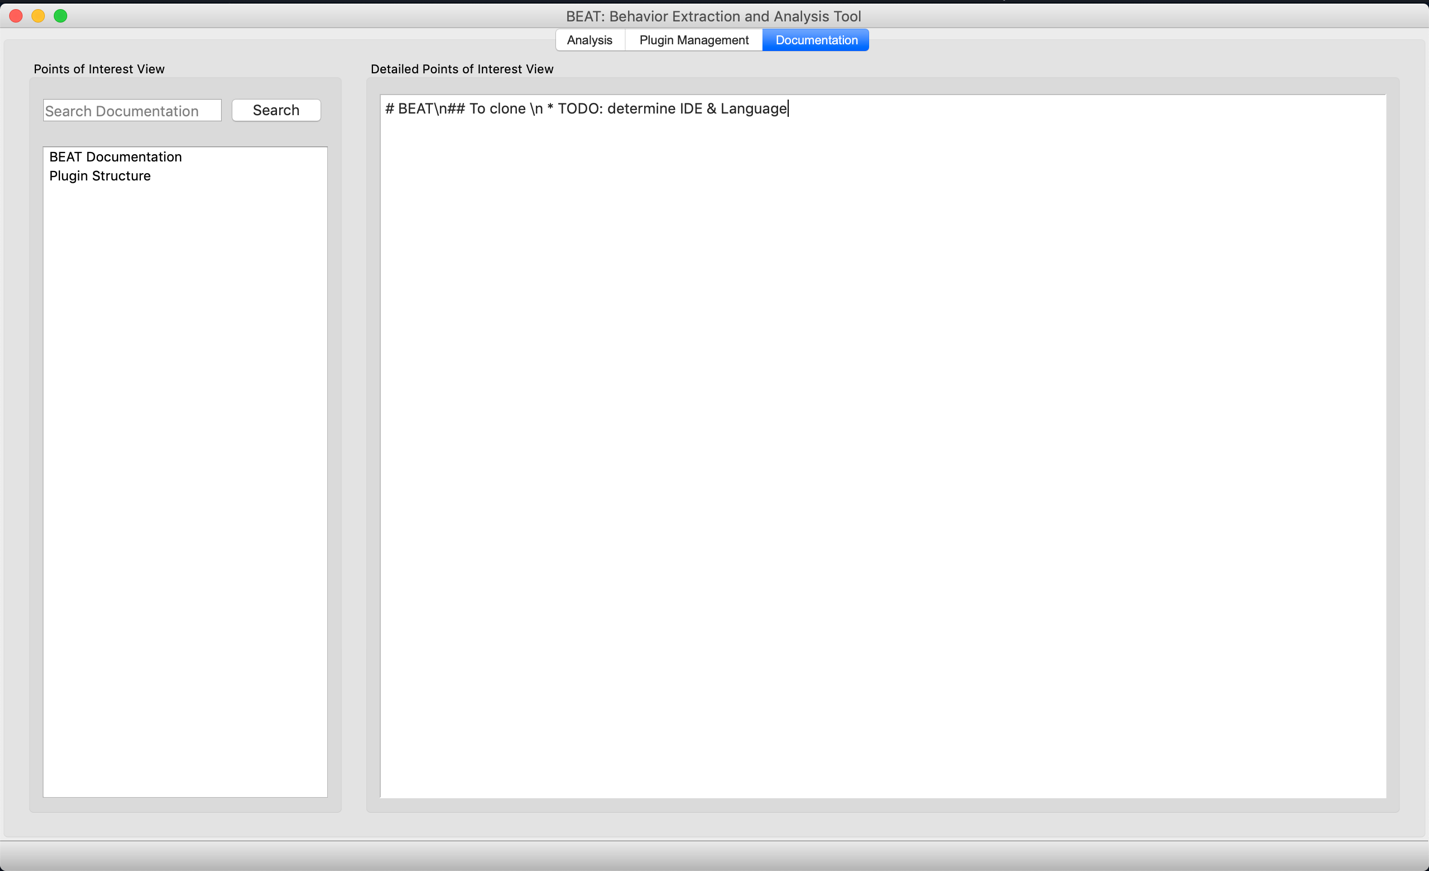 BEAT: Behavior Extraction and Analysis Tool
Analysis Plugin Management Documentation
Points of Interest View
Search Documentation Search
BEAT Documentation
Plugin Structure
Detailed Points of Interest View
# BEAT\n## To clone \n * TODO: determine IDE & Language